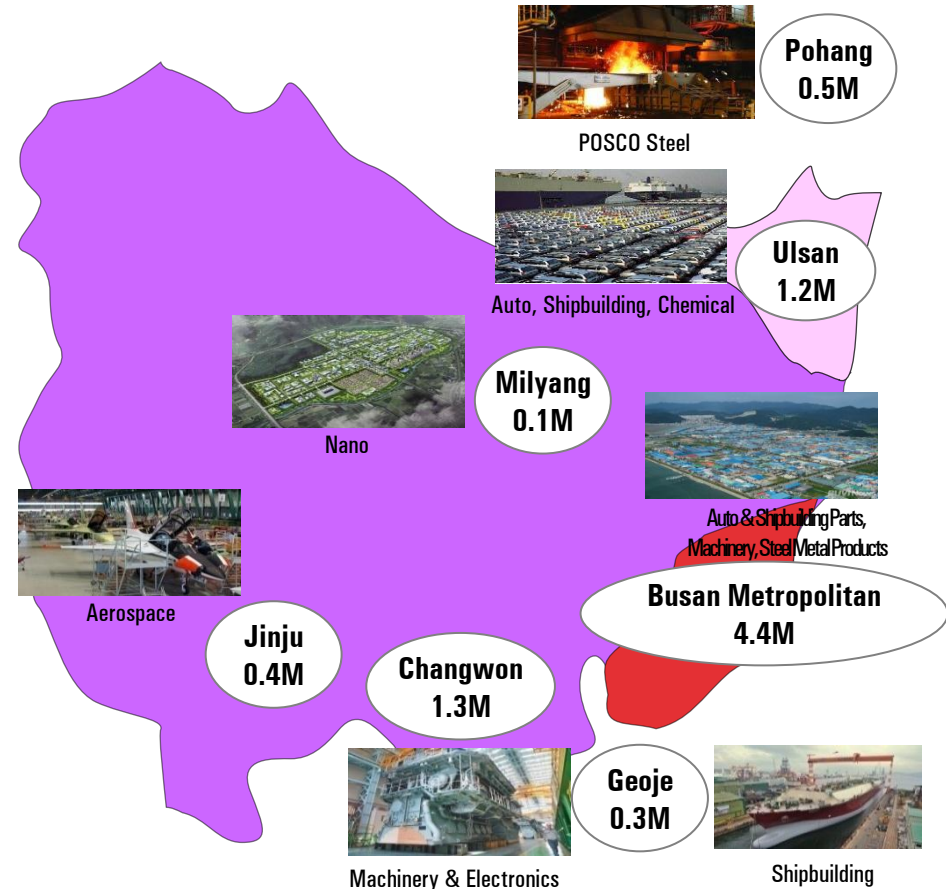 Pohang
0.5M
POSCO Steel
Ulsan
1.2M
Auto, Shipbuilding, Chemical
Milyang
0.1M
Nano
Auto & Shipbuilding Parts,
Machinery, Steel Metal Products
Aerospace
Busan Metropolitan
4.4M
Jinju
0.4M
Changwon
1.3M
Geoje
0.3M
Machinery & Electronics
Shipbuilding